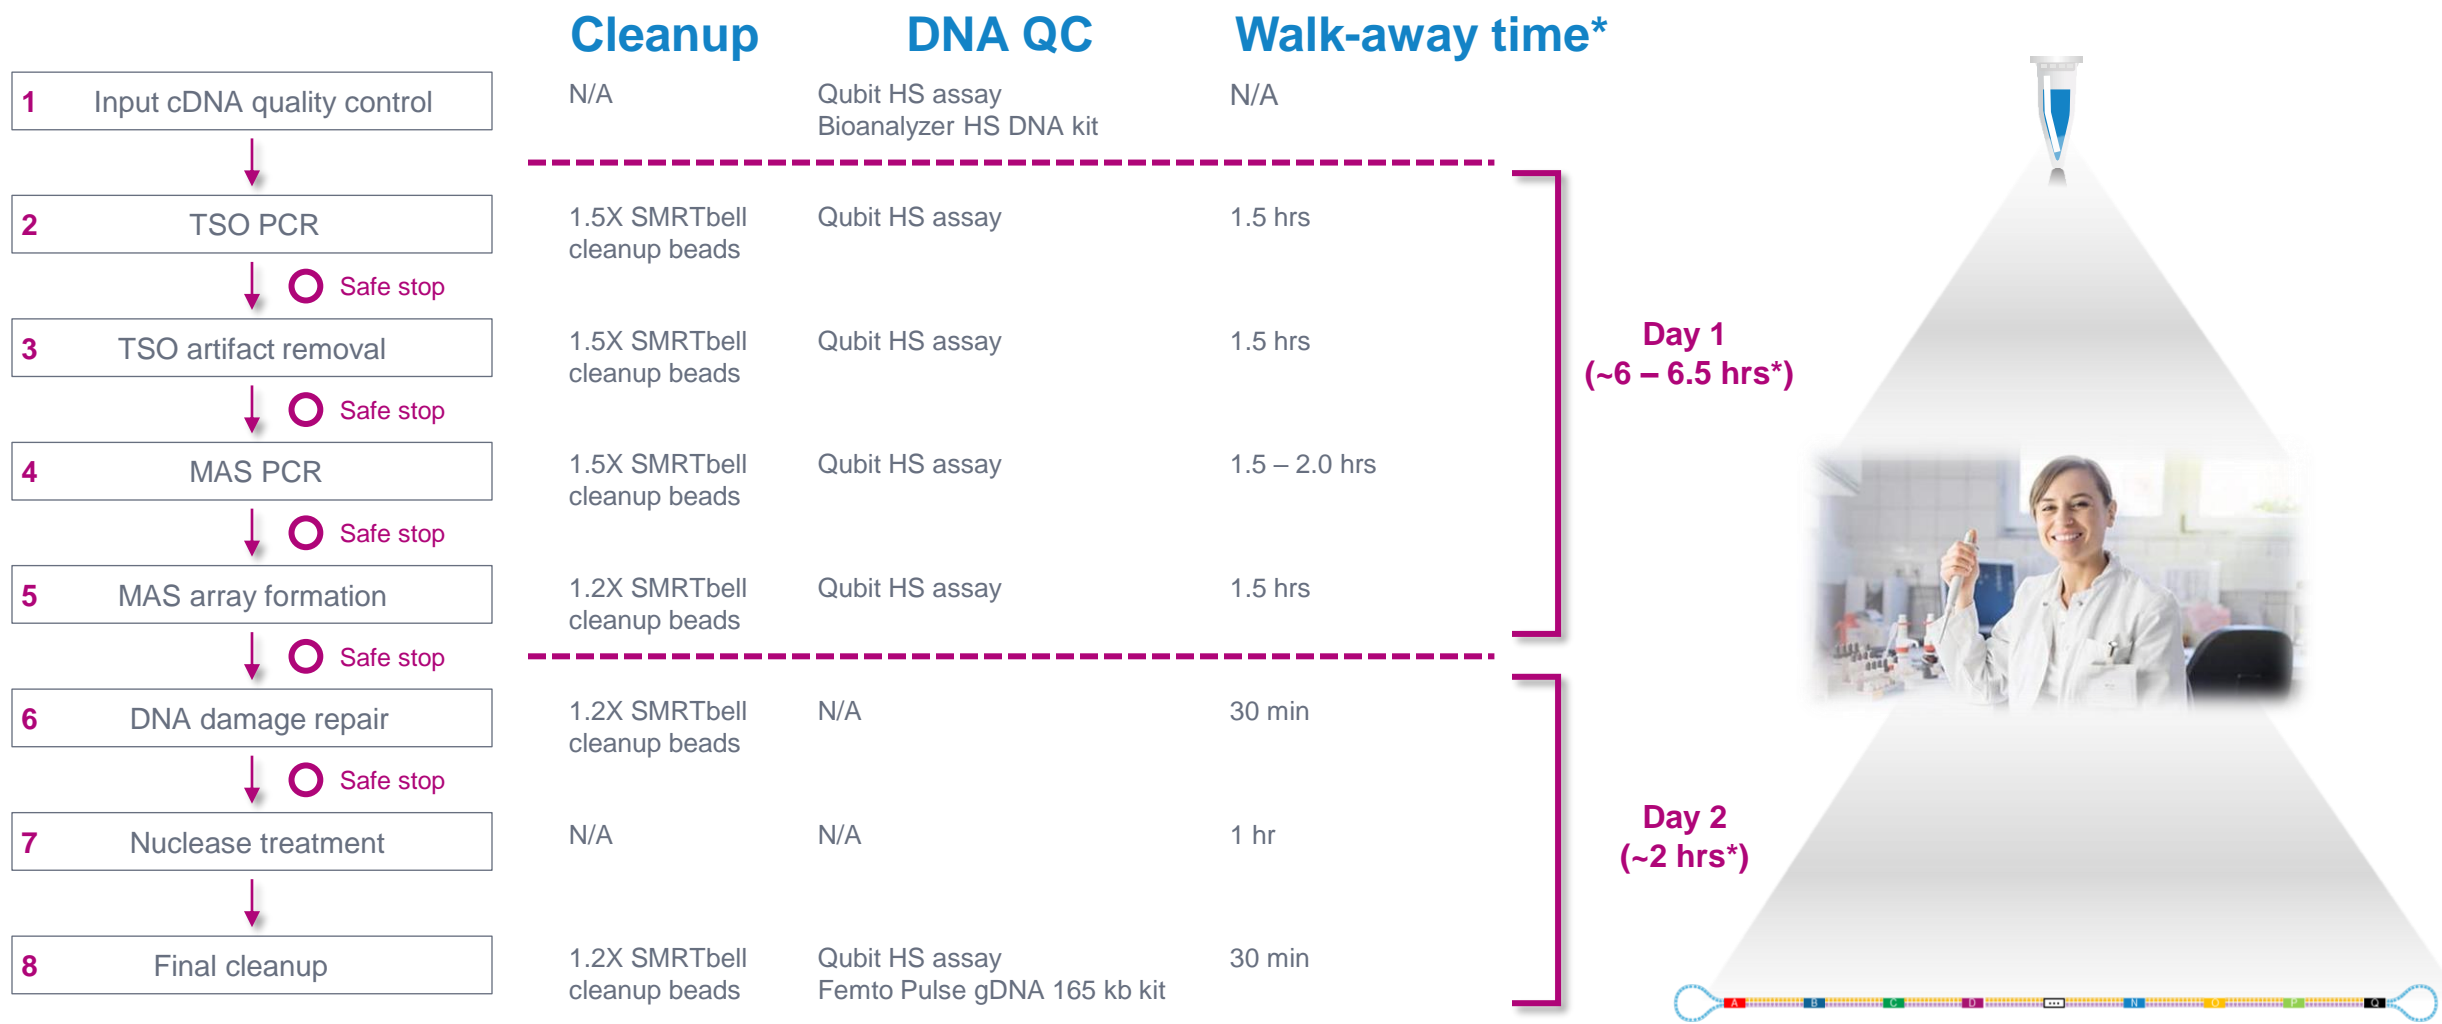 Cleanup DNA QC Walk-away time*
1 Input cDNA quality control N/A Qubit HS assay N/A
Bioanalyzer HS DNA kit
2 TSO PCR 1.5X SMRTbell Qubit HS assay 1.5 hrs
cleanup beads
Safe stop
3 TSO artifact removal 1.5X SMRTbell Qubit HS assay 1.5 hrs
cleanup beads
Safe stop
4 MAS PCR 1.5X SMRTbell Qubit HS assay 1.5 – 2.0 hrs
cleanup beads
Safe stop
5 MAS array formation 1.2X SMRTbell Qubit HS assay 1.5 hrs
cleanup beads
Day 1
(~6 – 6.5 hrs*)
Safe stop
6 DNA damage repair 1.2X SMRTbell N/A 30 min
cleanup beads
Safe stop
7 Nuclease treatment N/A N/A 1 hr
8 Final cleanup 1.2X SMRTbell Qubit HS assay 30 min
cleanup beads Femto Pulse gDNA 165 kb kit
Day 2
(~2 hrs*)
A B C D ... N O P Q